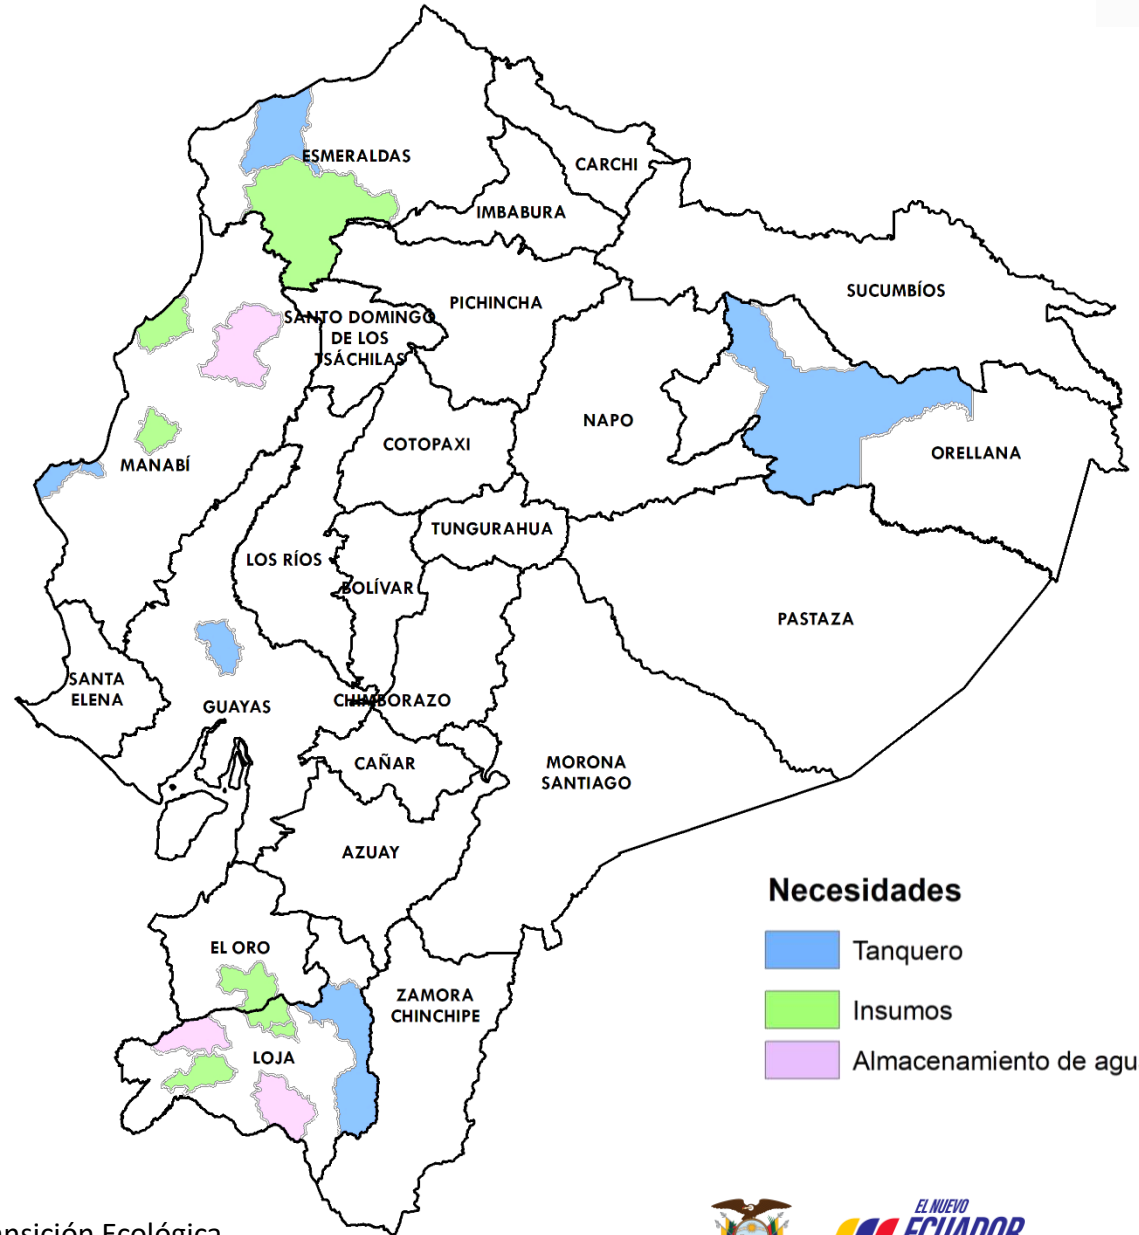 ESMERALDAS
CARCHI
IMBABURA
SUCUMBÍOS
PICHINCHA
SANTO DOMINGO
DE LOS
TSÁCHILAS
NAPO
COTOPAXI
ORELLANA
MANABÍ
TUNGURAHUA
LOS RÍOS
BOLÍVAR
PASTAZA
SANTA
ELENA
CHIMBORAZO
GUAYAS
CAÑAR
MORONA
SANTIAGO
AZUAY
EL ORO
ZAMORA
CHINCHIPE
LOJA
Necesidades
Tanquero
Insumos
Almacenamiento de agu
nsición Ecológica
EL NUEVO
ECUADOR